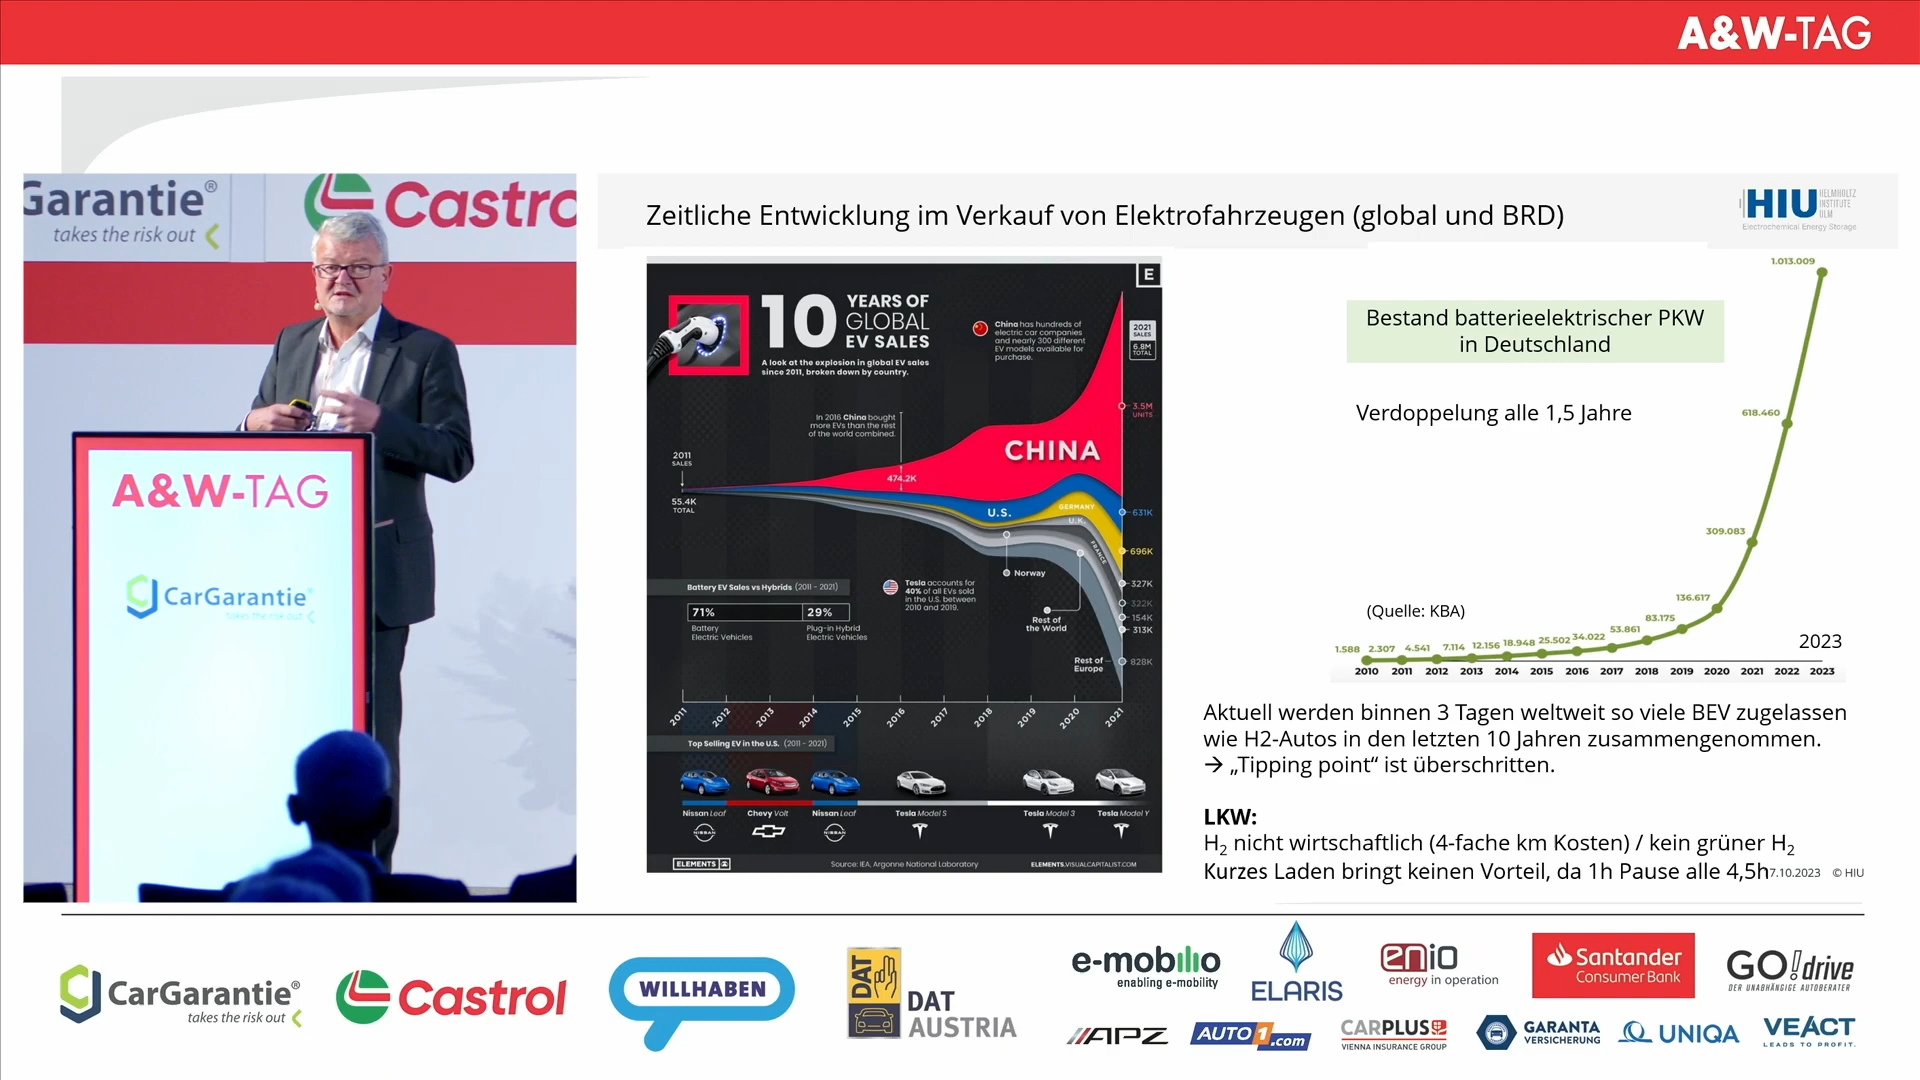 A&W-TAG
Garantie®
takes the risk out
Castro
A&W-TAG
CarGarantie®
takes the risk out
Zeitliche Entwicklung im Verkauf von Elektrofahrzeugen (global und BRD)
HIU HELMHOLTZ
INSTITUTE
ULM
Electrochemical Energy Storage
E
10 YEARS OF
GLOBAL
EV SALES
A look at the explosion in global EV sales
since 2011, broken down by country.
China has hundreds of
electric car companies
and nearly 300 different
EV models available for
purchase.
2021
SALES
6.8M
TOTAL
In 2016 China bought
more EVs than the rest
of the world combined.
3.5M
UNITS
CHINA
2011
SALES
474.2K
55.4K
TOTAL
U.S.
GERMANY
U.K.
FRANCE
631K
696K
Norway
327K
322K
154K
313K
Rest of
the World
Rest of
Europe
828K
Battery EV Sales vs Hybrids (2011 - 2021)
71% 29%
Battery
Electric Vehicles
Plug-in Hybrid
Electric Vehicles
Tesla accounts for
40% of all EVs sold
in the U.S. between
2010 and 2019.
2011 2012 2013 2014 2015 2016 2017 2018 2019 2020 2021
Top Selling EV in the U.S. (2011 - 2021)
Nissan Leaf Chevy Volt Nissan Leaf Tesla Model S Tesla Model 3 Tesla Model Y
NISSAN NISSAN
ELEMENTS Source: IEA, Argonne National Laboratory ELEMENTS.VISUALCAPITALIST.COM
1.013.009
Bestand batterieelektrischer PKW
in Deutschland
Verdoppelung alle 1,5 Jahre
618.460
309.083
136.617
(Quelle: KBA)
83.175
53.861
1.588 2.307 4.541 7.114 12.156 18.948 25.502 34.022
2023
2010 2011 2012 2013 2014 2015 2016 2017 2018 2019 2020 2021 2022 2023
Aktuell werden binnen 3 Tagen weltweit so viele BEV zugelassen
wie H2-Autos in den letzten 10 Jahren zusammengenommen.
→ „Tipping point“ ist überschritten.
LKW:
H₂ nicht wirtschaftlich (4-fache km Kosten) / kein grüner H₂
Kurzes Laden bringt keinen Vorteil, da 1h Pause alle 4,5h
7.10.2023 © HIU
CarGarantie®
takes the risk out
Castrol
WILLHABEN
DAT
DAT
AUSTRIA
e-mobilio
enabling e-mobility
ELARIS
enio
energy in operation
Santander
Consumer Bank
GO!drive
DER UNABHÄNGIGE AUTOBERATER
APZ
AUTO1.com
CARPLUS
VIENNA INSURANCE GROUP
GARANTA
VERSICHERUNG
UNIQA
VEACT
LEADS TO PROFIT.